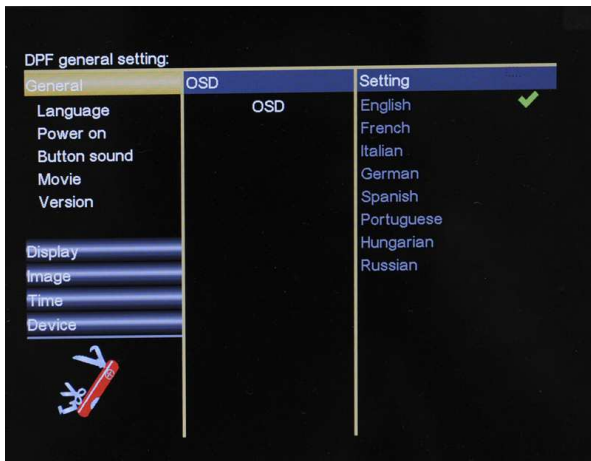 DPF general setting:
General
OSD
Setting
Language
OSD
English
Power on
French
Button sound
Italian
Movie
German
Version
Spanish
Portuguese
Display
Hungarian
Image
Russian
Time
Device